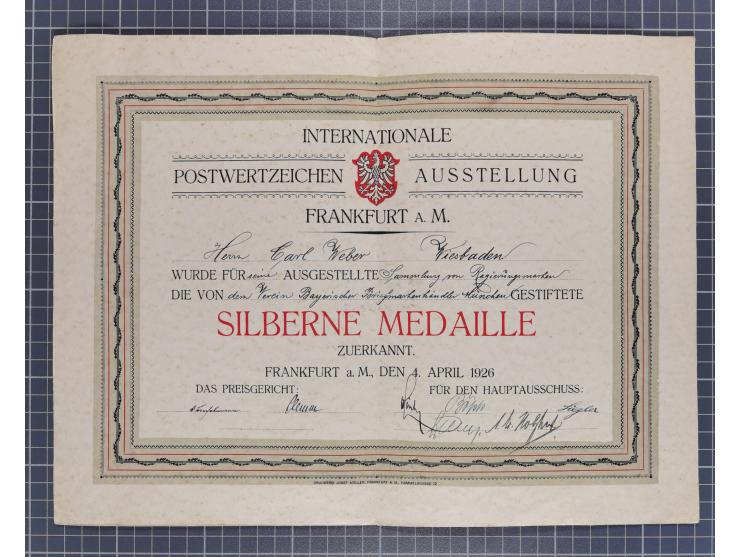 INTERNATIONALE
POSTWERTZEICHEN AUSSTELLUNG
FRANKFURT A. M.
Herrn Carl Weber Wiesbaden
WURDE FÜR seine AUSGESTELLTE Sammlung von Regierungsmarken
DIE VON dem Verein Bayerischer Briefmarkenhändler München GESTIFTETE
SILBERNE MEDAILLE
ZUERKANNT.
FRANKFURT a. M., DEN 4. APRIL 1926
DAS PREISGERICHT: FÜR DEN HAUPTAUSSCHUSS: